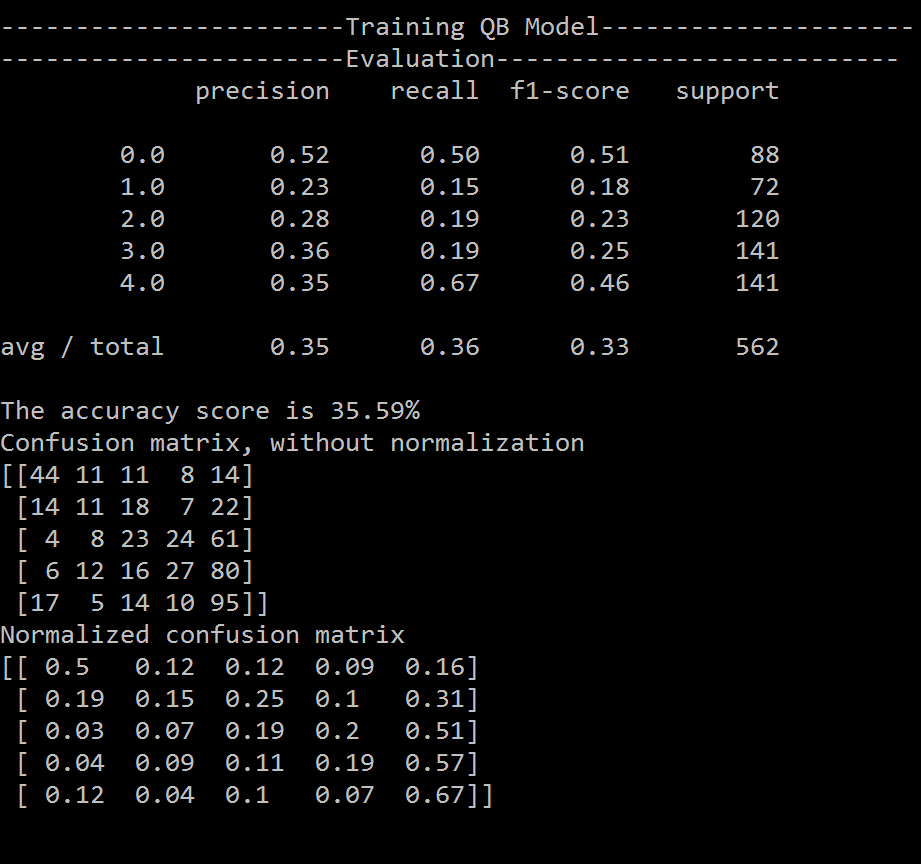 -----------------------Training QB Model---------------------
-----------------------Evaluation---------------------------
             precision    recall  f1-score   support

        0.0       0.52      0.50      0.51        88
        1.0       0.23      0.15      0.18        72
        2.0       0.28      0.19      0.23       120
        3.0       0.36      0.19      0.25       141
        4.0       0.35      0.67      0.46       141

avg / total       0.35      0.36      0.33       562

The accuracy score is 35.59%
Confusion matrix, without normalization
[[44 11 11  8 14]
 [14 11 18  7 22]
 [ 4  8 23 24 61]
 [ 6 12 16 27 80]
 [17  5 14 10 95]]
Normalized confusion matrix
[[ 0.5   0.12  0.12  0.09  0.16]
 [ 0.19  0.15  0.25  0.1   0.31]
 [ 0.03  0.07  0.19  0.2   0.51]
 [ 0.04  0.09  0.11  0.19  0.57]
 [ 0.12  0.04  0.1   0.07  0.67]]